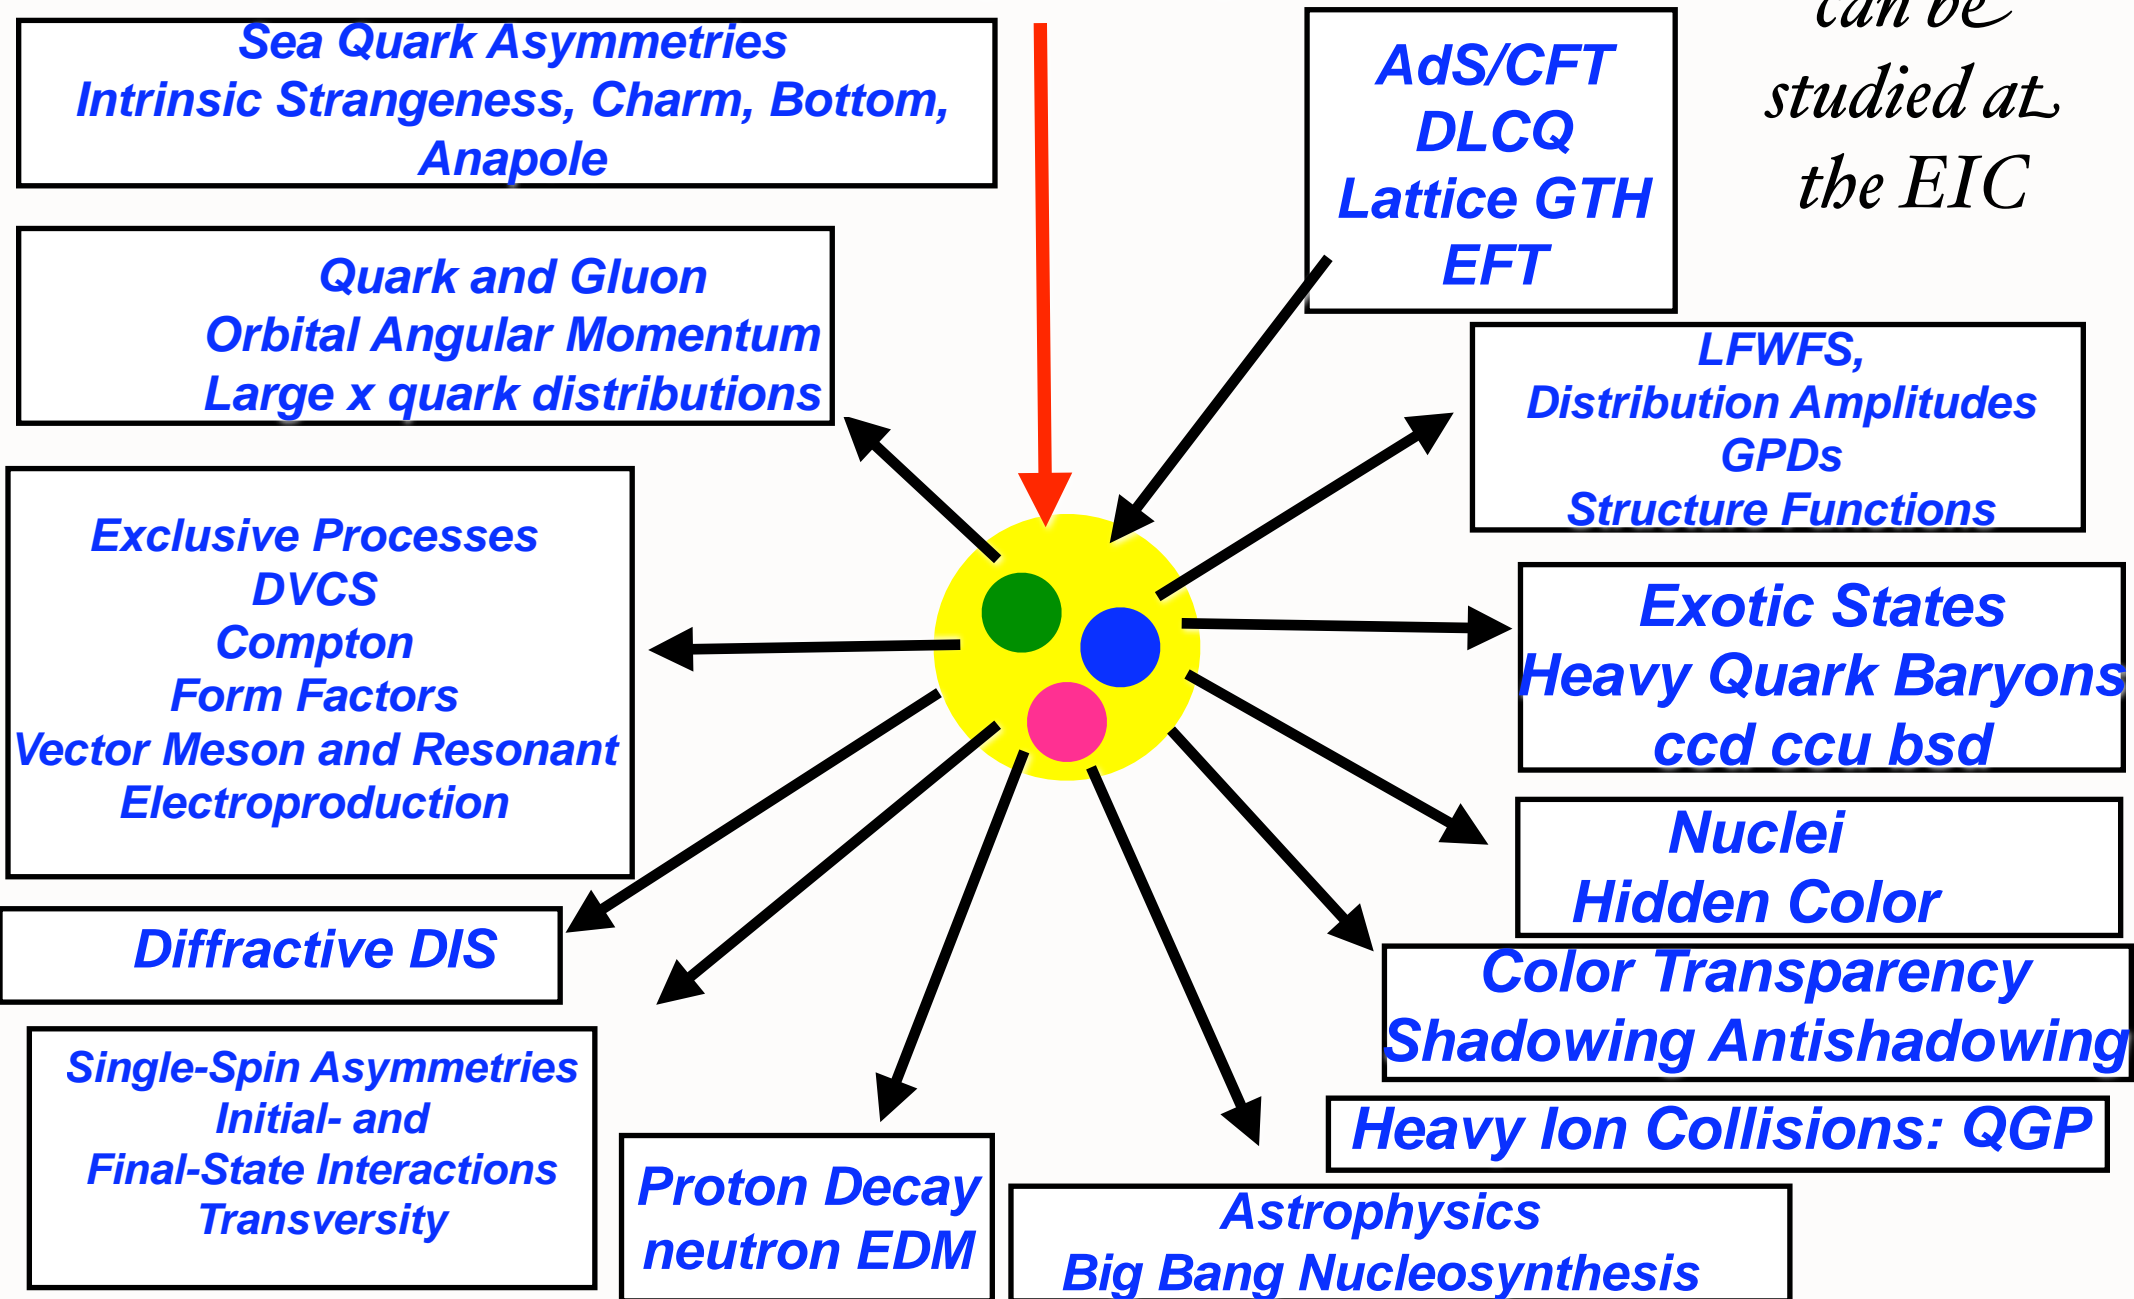 Sea Quark Asymmetries
Intrinsic Strangeness, Charm, Bottom,
Anapole
AdS/CFT
DLCQ
Lattice GTH
EFT
can be
studied at
the EIC
Quark and Gluon
Orbital Angular Momentum
Large x quark distributions
LFWFS,
Distribution Amplitudes
GPDs
Structure Functions
Exclusive Processes
DVCS
Compton
Form Factors
Vector Meson and Resonant
Electroproduction
Exotic States
Heavy Quark Baryons
ccd ccu bsd
Nuclei
Hidden Color
Diffractive DIS
Color Transparency
Shadowing Antishadowing
Single-Spin Asymmetries
Initial- and
Final-State Interactions
Transversity
Heavy Ion Collisions: QGP
Proton Decay
neutron EDM
Astrophysics
Big Bang Nucleosynthesis